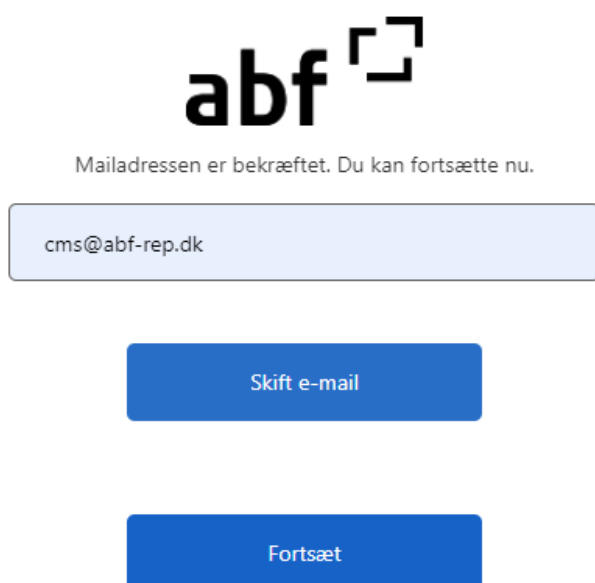 abf
Mailadressen er bekræftet. Du kan fortsætte nu.
cms@abf-rep.dk
Skift e-mail
Fortsæt